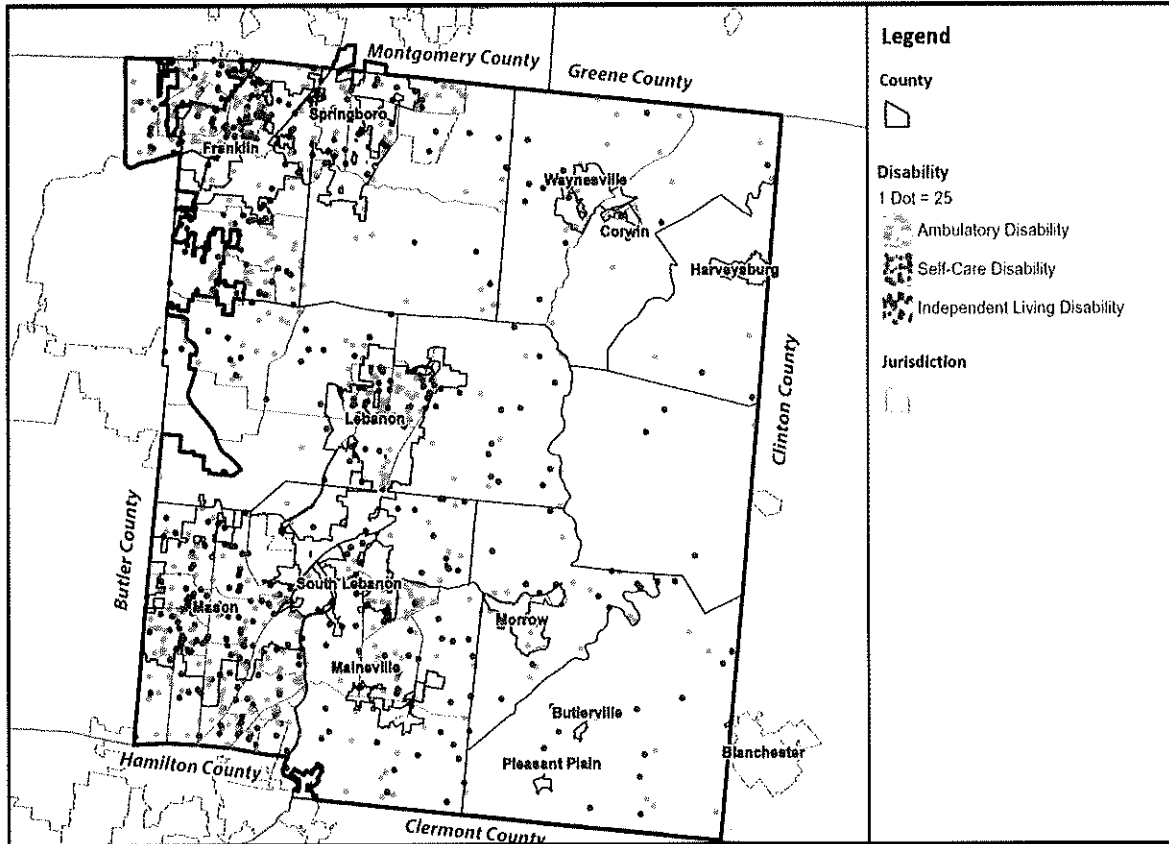 Montgomery County
Greene County
Springboro
Franklin
Waynesville
Corwin
Harveysburg
Clinton County
Lebanon
Butler County
South Lebanon
Mason
Morrow
Maineville
Butlerville
Blanchester
Pleasant Plain
Hamilton County
Clermont County
Legend
County
Disability
1 Dot = 25
Ambulatory Disability
Self-Care Disability
Independent Living Disability
Jurisdiction